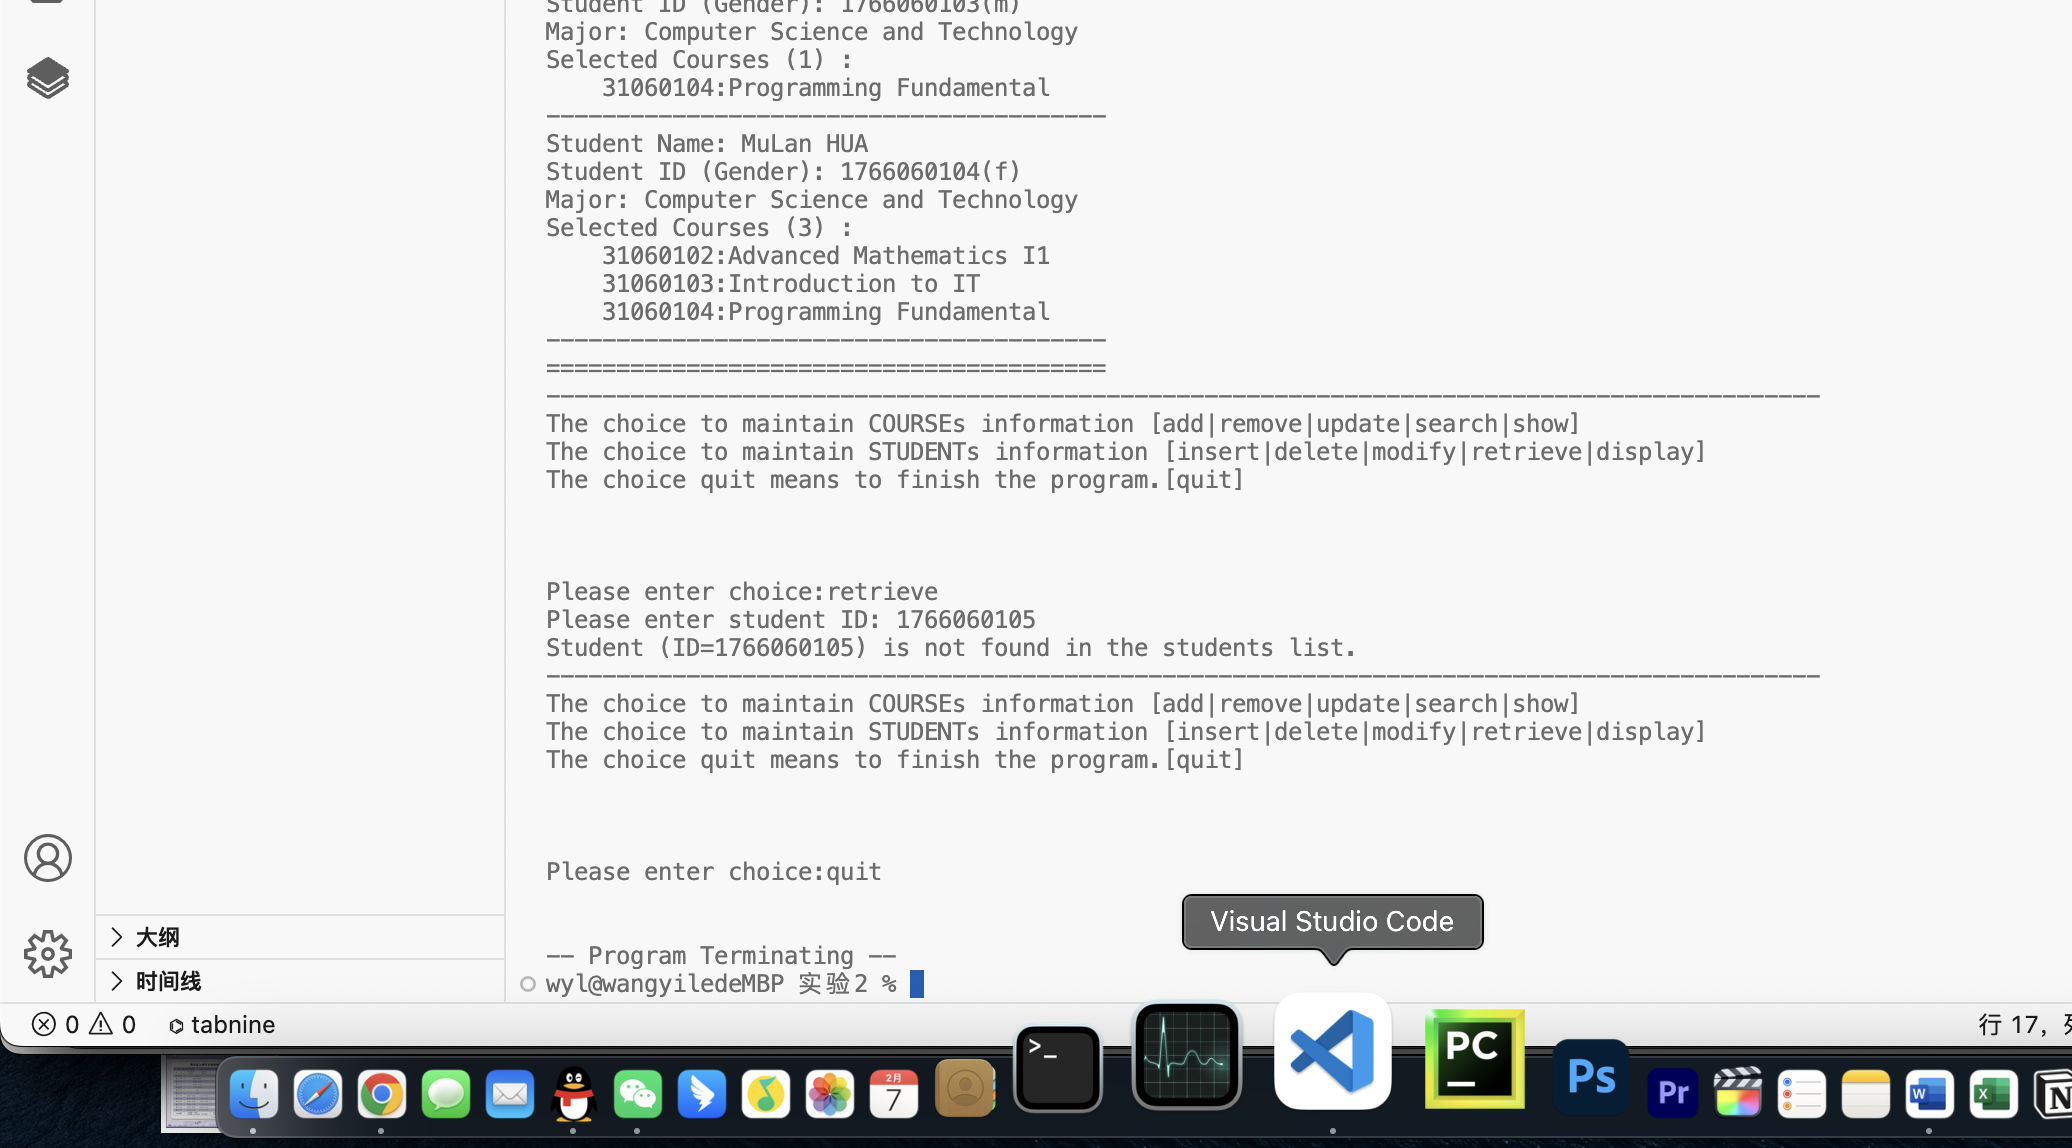 Student ID (Gender): 1766060103(m)
Major: Computer Science and Technology
Selected Courses (1) :
31060104:Programming Fundamental
----------------------------------------
Student Name: MuLan HUA
Student ID (Gender): 1766060104(f)
Major: Computer Science and Technology
Selected Courses (3) :
31060102:Advanced Mathematics I1
31060103:Introduction to IT
31060104:Programming Fundamental
----------------------------------------
========================================
-------------------------------------------------------------------------------------------
The choice to maintain COURSEs information [add|remove|update|search|show]
The choice to maintain STUDENTs information [insert|delete|modify|retrieve|display]
The choice quit means to finish the program.[quit]
Please enter choice:retrieve
Please enter student ID: 1766060105
Student (ID=1766060105) is not found in the students list.
-------------------------------------------------------------------------------------------
The choice to maintain COURSEs information [add|remove|update|search|show]
The choice to maintain STUDENTs information [insert|delete|modify|retrieve|display]
The choice quit means to finish the program.[quit]
Please enter choice:quit
Visual Studio Code
大纲
-- Program Terminating --
时间线
wyl@wangyiledeMBP 实验2 %
0 0 tabnine
行 17，
>_
PC
Ps
Pr
2月
7
W
X
N